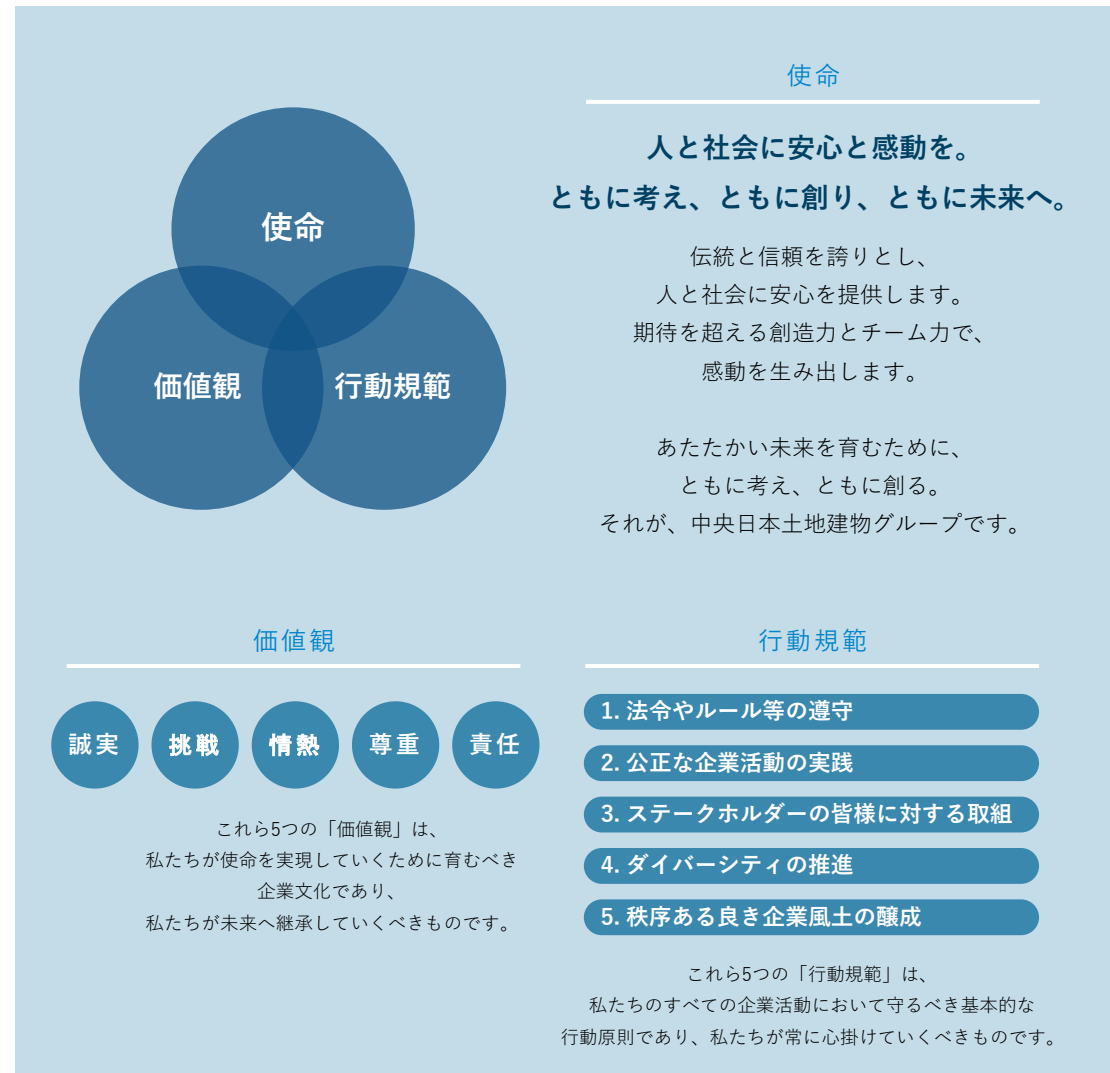 使命
価値観
行動規範
使命
人と社会に安心と感動を。
ともに考え、ともに創り、ともに未来へ。
伝統と信頼を誇りとし、
人と社会に安心を提供します。
期待を超える創造力とチーム力で、
感動を生み出します。
あたたかい未来を育むために、
ともに考え、ともに創る。
それが、中央日本土地建物グループです。
価値観
誠実 挑戦 情熱 尊重 責任
これら5つの「価値観」は、
私たちが使命を実現していくために育むべき
企業文化であり、
私たちが未来へ継承していくべきものです。
行動規範
1. 法令やルール等の遵守
2. 公正な企業活動の実践
3. ステークホルダーの皆様に対する取組
4. ダイバーシティの推進
5. 秩序ある良き企業風土の醸成
これら5つの「行動規範」は、
私たちのすべての企業活動において守るべき基本的な
行動原則であり、私たちが常に心掛けていくべきものです。